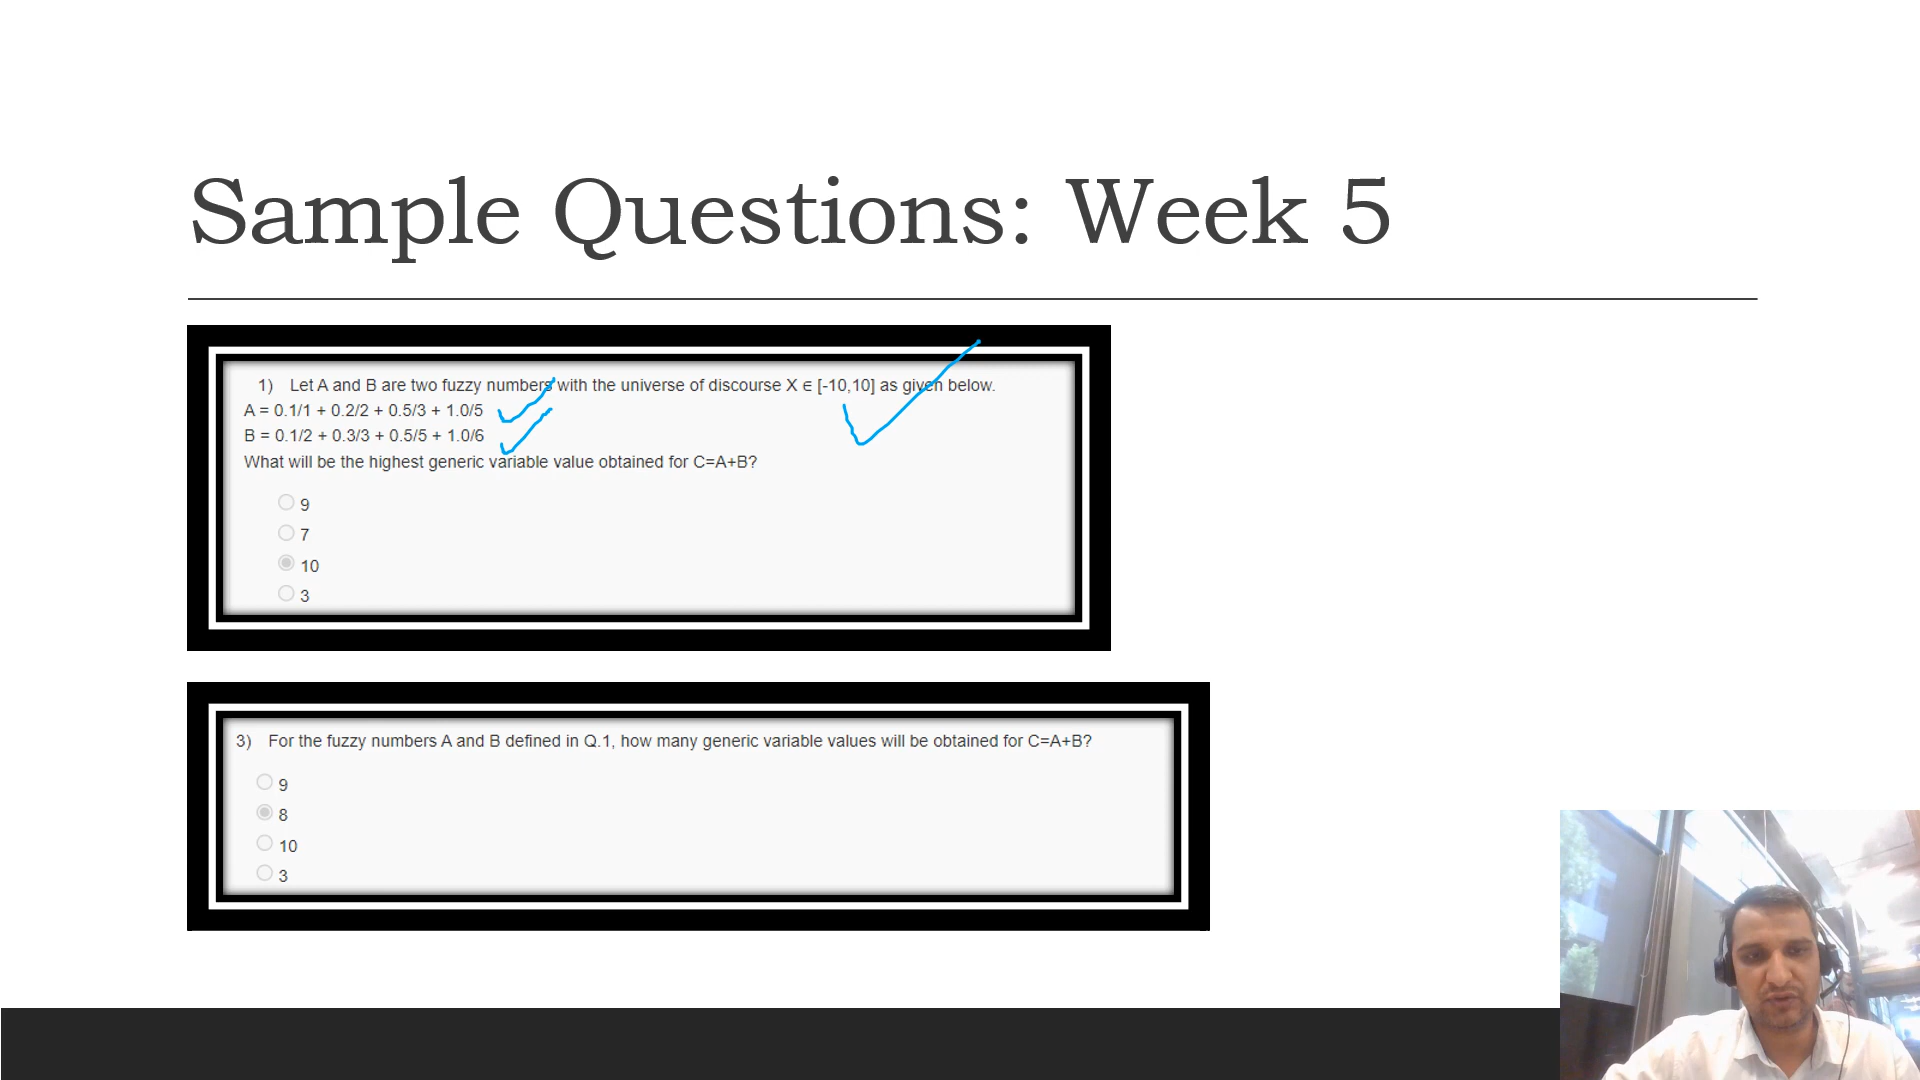 Sample Questions: Week 5
1) Let A and B are two fuzzy numbers with the universe of discourse X ∈ [-10,10] as given below.
A = 0.1/1 + 0.2/2 + 0.5/3 + 1.0/5
B = 0.1/2 + 0.3/3 + 0.5/5 + 1.0/6
What will be the highest generic variable value obtained for C=A+B?
9
7
10
3
3) For the fuzzy numbers A and B defined in Q.1, how many generic variable values will be obtained for C=A+B?
9
8
10
3